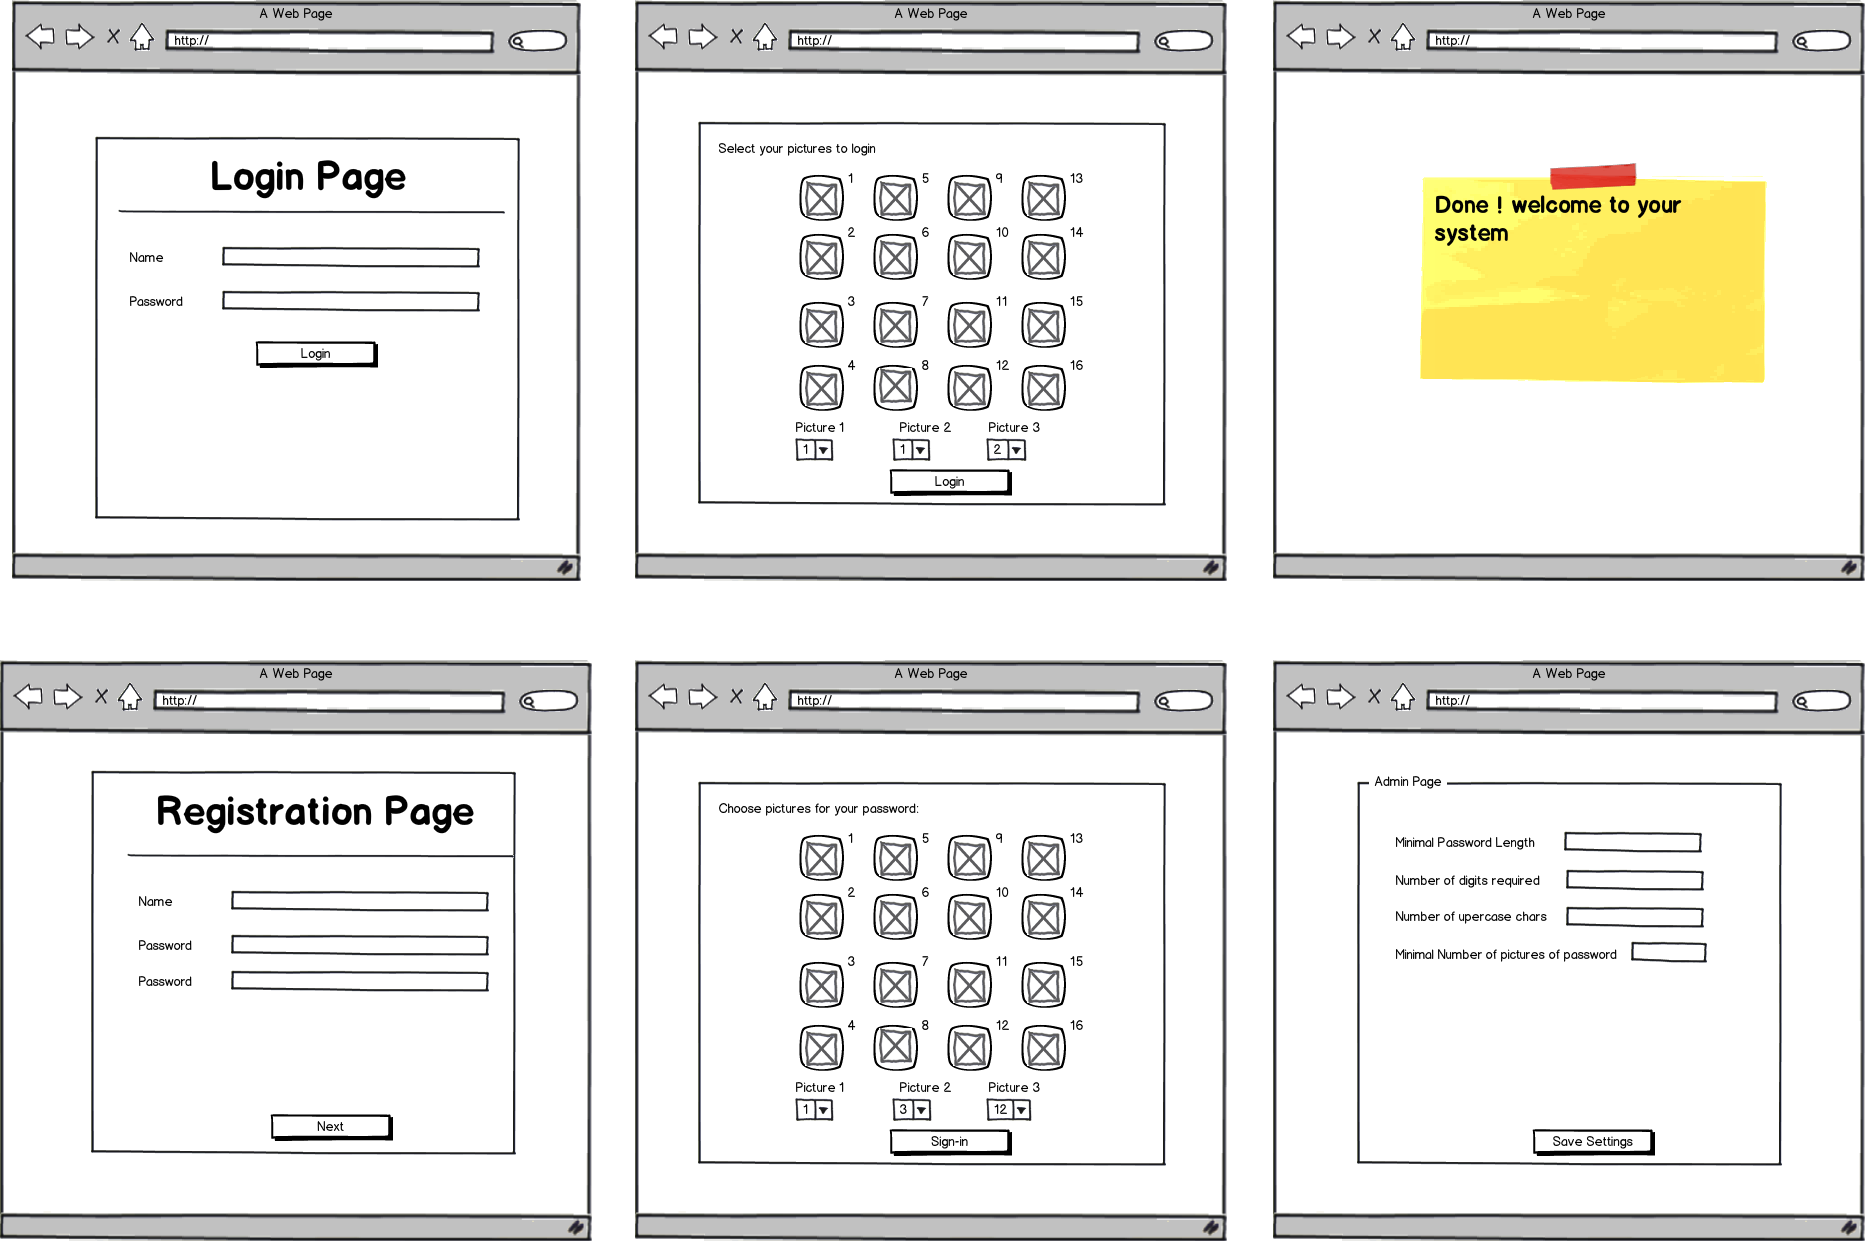 A Web Page
http://
Login Page
Name
Password
Login
A Web Page
http://
Select your pictures to login
1 5 9 13
2 6 10 14
3 7 11 15
4 8 12 16
Picture 1 Picture 2 Picture 3
1 1 2
Login
A Web Page
http://
Done ! welcome to your
system
A Web Page
http://
Registration Page
Name
Password
Password
Next
A Web Page
http://
Choose pictures for your password:
1 5 9 13
2 6 10 14
3 7 11 15
4 8 12 16
Picture 1 Picture 2 Picture 3
1 3 12
Sign-in
A Web Page
http://
Admin Page
Minimal Password Length
Number of digits required
Number of upercase chars
Minimal Number of pictures of password
Save Settings